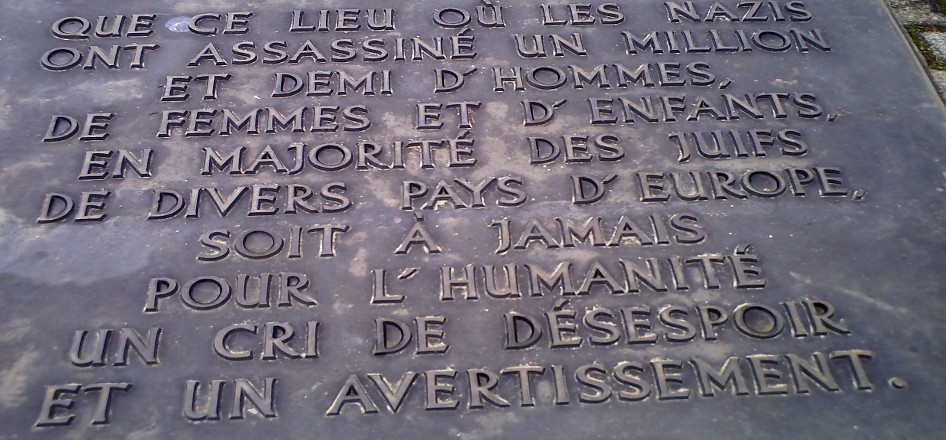 QUE CE LIEU OÙ LES NAZIS
ONT ASSASSINÉ UN MILLION
ET DEMI D'HOMMES,
DE FEMMES ET D'ENFANTS,
EN MAJORITÉ DES JUIFS
DE DIVERS PAYS D'EUROPE,
SOIT À JAMAIS
POUR L'HUMANITÉ
UN CRI DE DÉSESPOIR
ET UN AVERTISSEMENT.